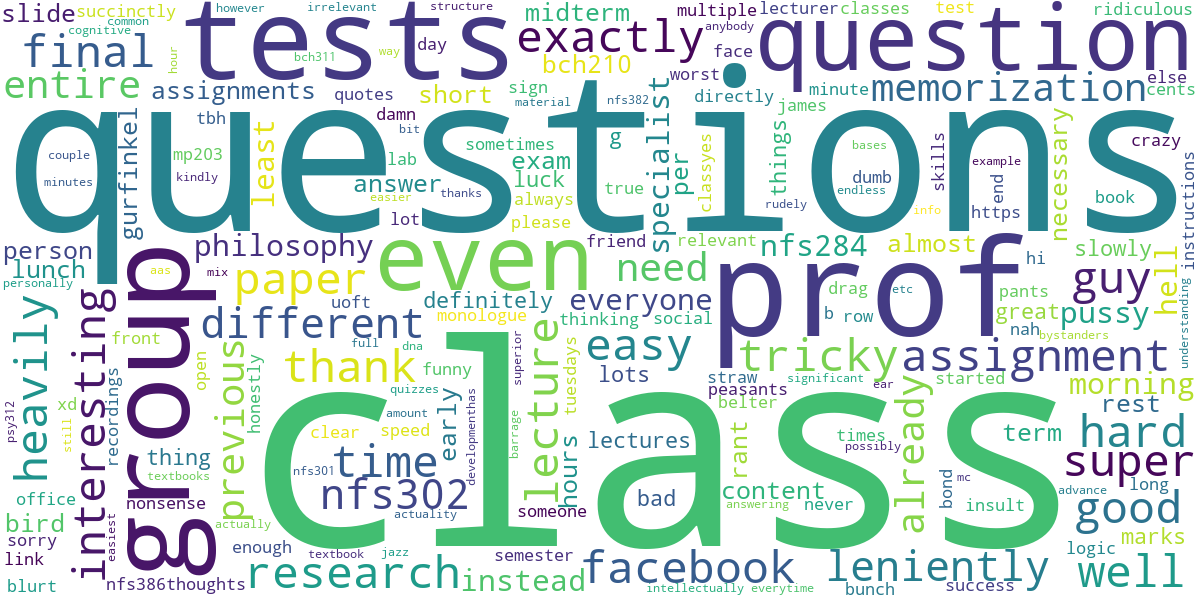 slide succinctly however irrelevant structure tests midterm multiple lecturer classes test ridiculous
common cognitive final hour bch311 way day exactly anybody face question
entire assignments quotes short bch210 sign material nfs382 worst directly minute memorization else cents
questions
tbh damn bit sometimes g james crazy
couple mp203 lab exam specialist per things dumb skills example instructions
minutes kindly least answer luck true classyes bases endless end book
gurfinkel easier always thanks please rudely info https necessary
lot
person philosophy even friend relevant nfs284 almost hi slowly
lunch aas mix paper need prof drag etc pants guy hell
personally uoft definitely everyone b row great pussy understanding
heavily interesting group different monologue thinking social nah bystanders
front full dna lecture easy tricky assignment
open previous thank funny superior tuesdays lots straw significant ear started morning
xd honestly quizzes peasants belter rest
psy312 still recordings clear amount speed early barrage hours lectures rant times already term hard
thing time class possibly super
textbooks nfs301 developmenthas bad content bond mc advance long
office nonsense nfs302 someone answering never insult good
bird actually actuality marks
sorry easiest enough textbook jazz semester logic
link research instead facebook leniently well
blurt nfs386thoughts intellectually everytime bunch success